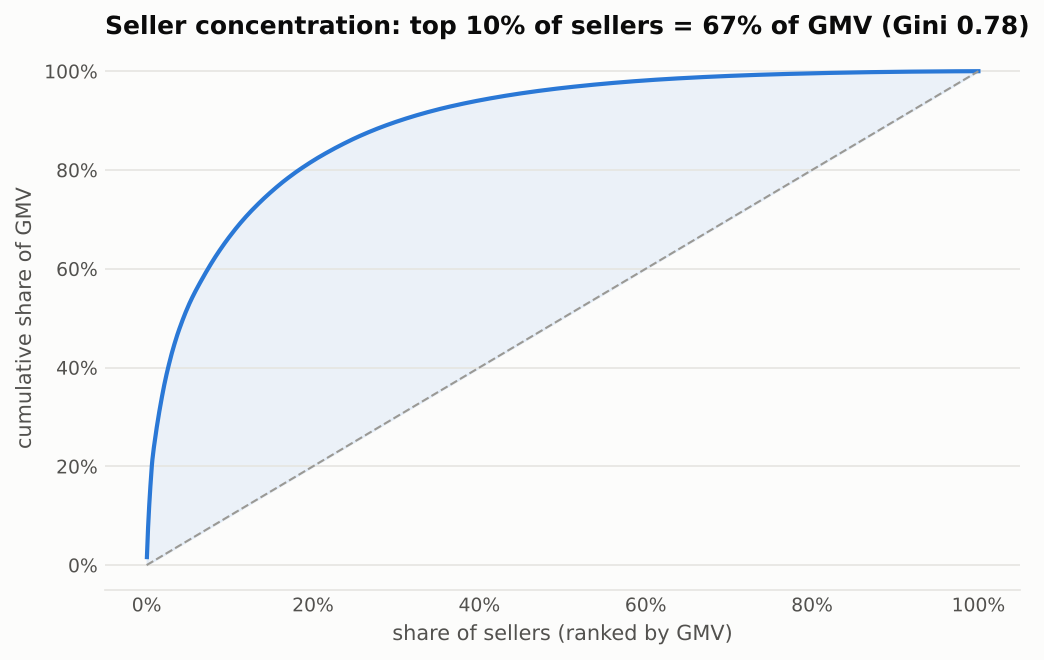 Seller concentration: top 10% of sellers = 67% of GMV (Gini 0.78)
100%
80%
60%
40%
20%
0%
cumulative share of GMV
0% 20% 40% 60% 80% 100%
share of sellers (ranked by GMV)